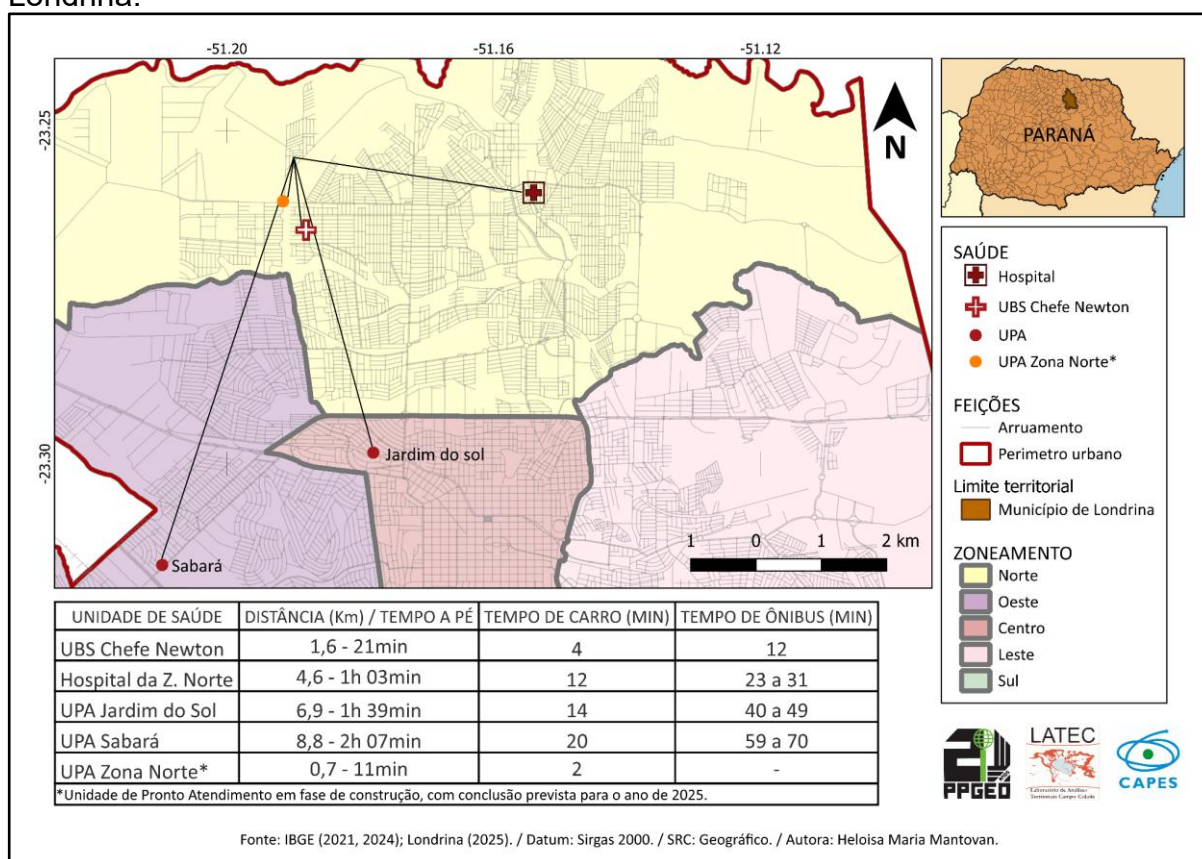 Londrina.
-51.20 -51.16 -51.12
-23.25
-23.30
N
Jardim do sol
Sabará
1 0 1 2 km
PARANÁ
SAÚDE
Hospital
UBS Chefe Newton
UPA
UPA Zona Norte*
FEIÇÕES
Arruamento
Perimetro urbano
Limite territorial
Município de Londrina
ZONEAMENTO
Norte
Oeste
Centro
Leste
Sul
UNIDADE DE SAÚDE DISTÂNCIA (Km) / TEMPO A PÉ TEMPO DE CARRO (MIN) TEMPO DE ÔNIBUS (MIN)
UBS Chefe Newton 1,6 - 21min 4 12
Hospital da Z. Norte 4,6 - 1h 03min 12 23 a 31
UPA Jardim do Sol 6,9 - 1h 39min 14 40 a 49
UPA Sabará 8,8 - 2h 07min 20 59 a 70
UPA Zona Norte* 0,7 - 11min 2 -
*Unidade de Pronto Atendimento em fase de construção, com conclusão prevista para o ano de 2025.
PPGEO
LATEC
Laboratório de Análises
Territoriais Campo-Cidade
CAPES
Fonte: IBGE (2021, 2024); Londrina (2025). / Datum: Sirgas 2000. / SRC: Geográfico. / Autora: Heloisa Maria Mantovan.